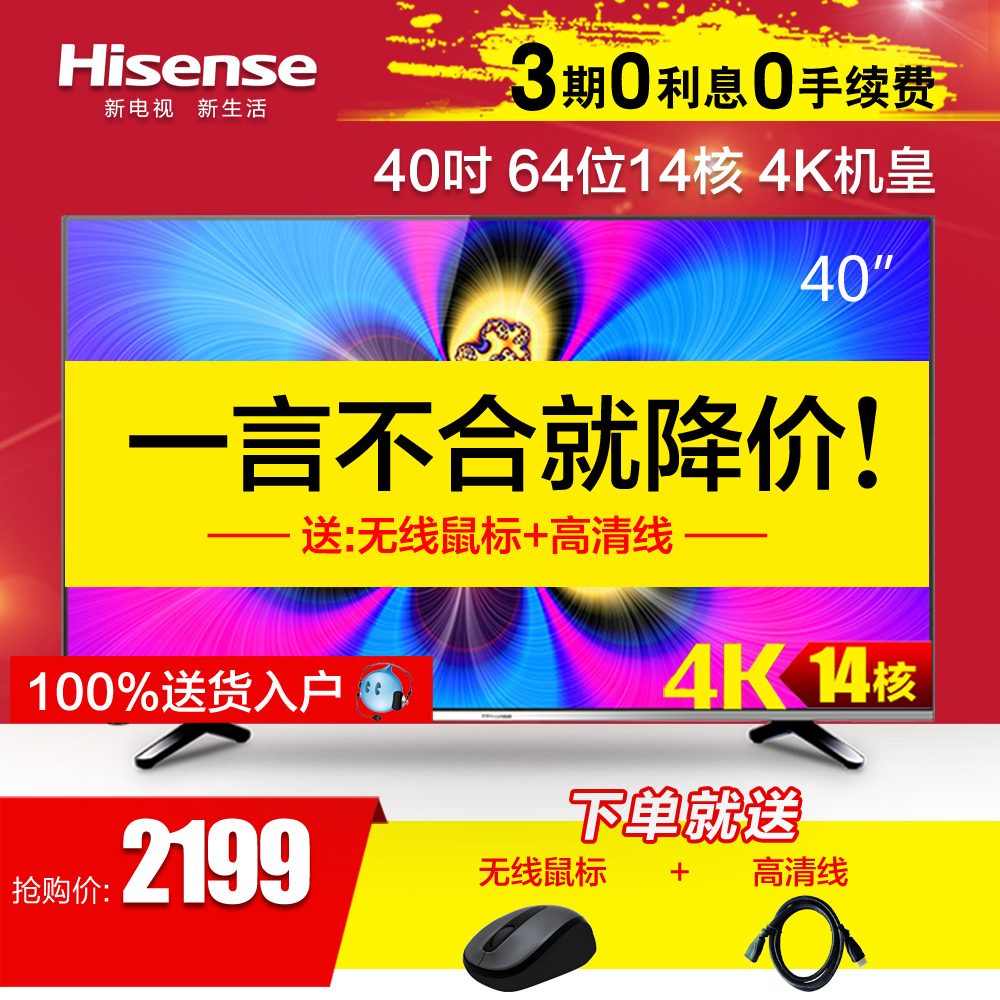 Hisense
新电视 新生活
3期0利息0手续费
40吋 64位14核 4K机皇
40"
一言不合就降价!
送:无线鼠标+高清线
4K 14核
100%送货入户
Hisense
抢购价: 2199
下单就送
无线鼠标 + 高清线